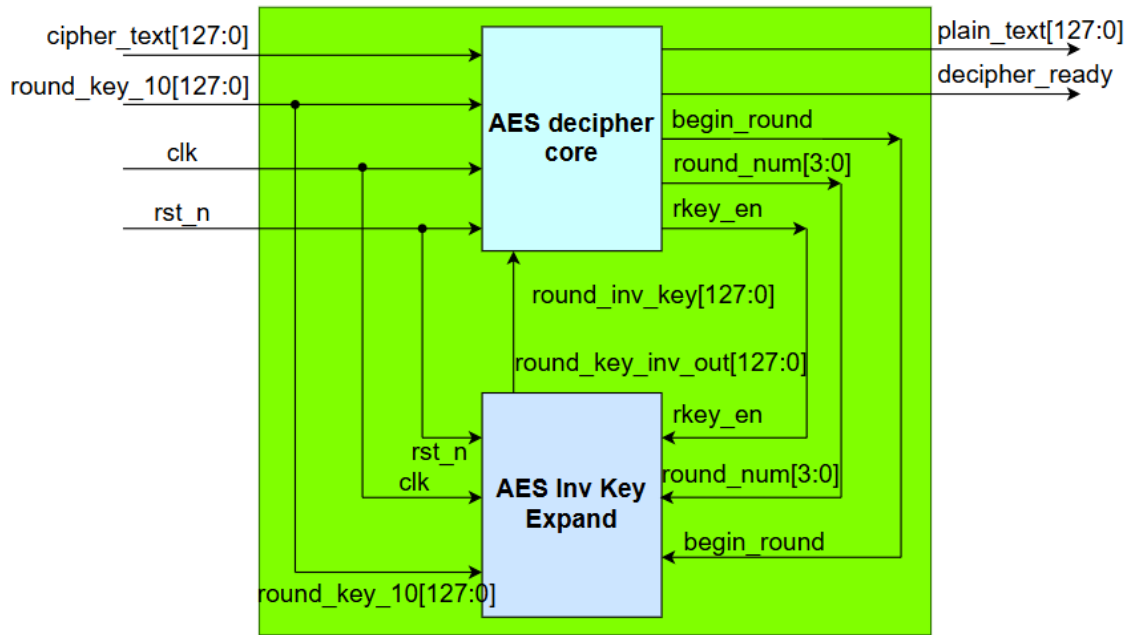 cipher_text[127:0]
plain_text[127:0]
round_key_10[127:0]
decipher_ready
AES decipher
core
begin_round
clk
round_num[3:0]
rst_n
rkey_en
round_inv_key[127:0]
round_key_inv_out[127:0]
rkey_en
rst_n
clk
round_num[3:0]
AES Inv Key
Expand
begin_round
round_key_10[127:0]